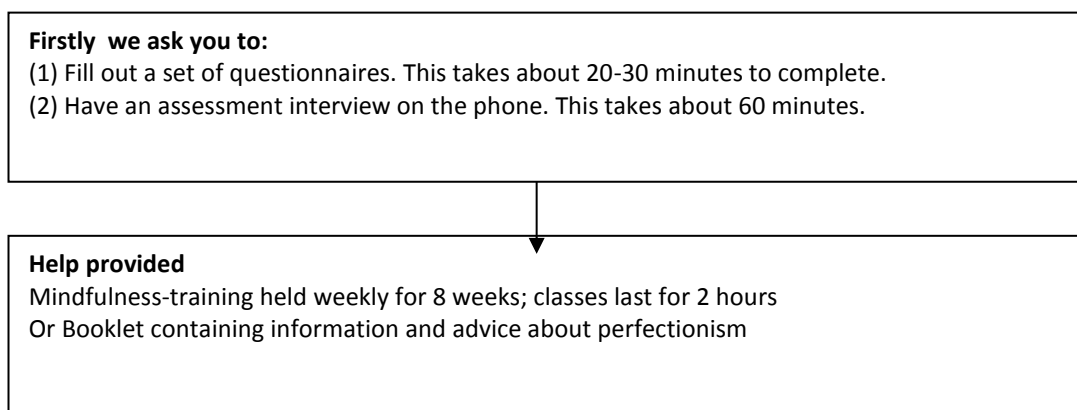 Firstly  we ask you to:
(1) Fill out a set of questionnaires. This takes about 20-30 minutes to complete.
(2) Have an assessment interview on the phone. This takes about 60 minutes.
Help provided
Mindfulness-training held weekly for 8 weeks; classes last for 2 hours
Or Booklet containing information and advice about perfectionism